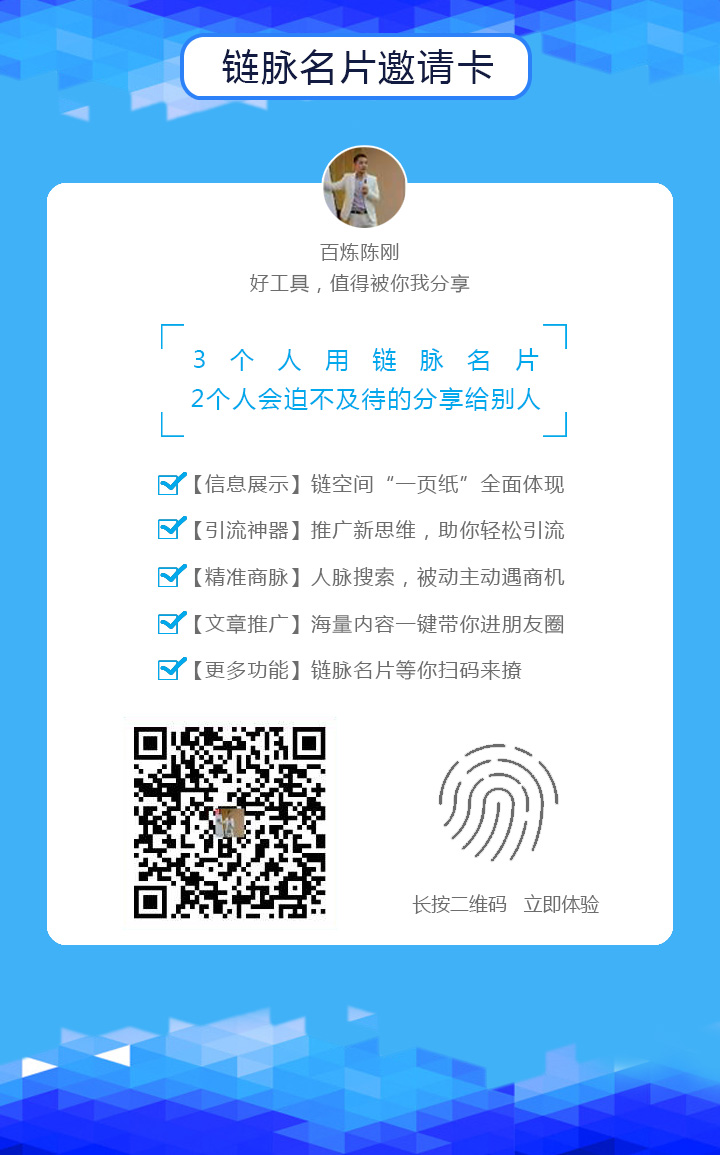 链脉名片邀请卡
百炼陈刚
好工具，值得被你我分享
3个人用链脉名片
2个人会迫不及待的分享给别人
【信息展示】链空间“一页纸”全面体现
【引流神器】推广新思维，助你轻松引流
【精准商脉】人脉搜索，被动主动遇商机
【文章推广】海量内容一键带你进朋友圈
【更多功能】链脉名片等你扫码来撩
长按二维码 立即体验